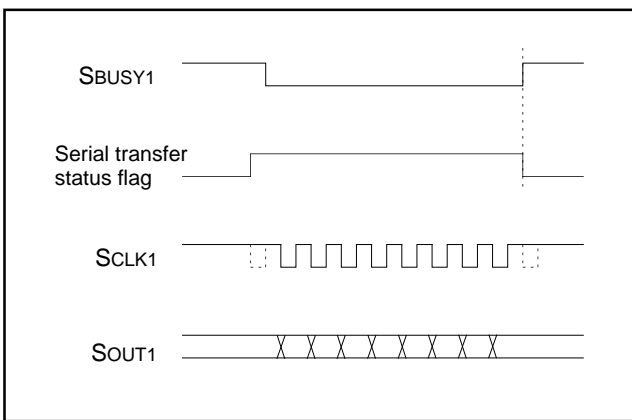 SBUSY1
Serial transfer
status flag
SCLK1
SOUT1